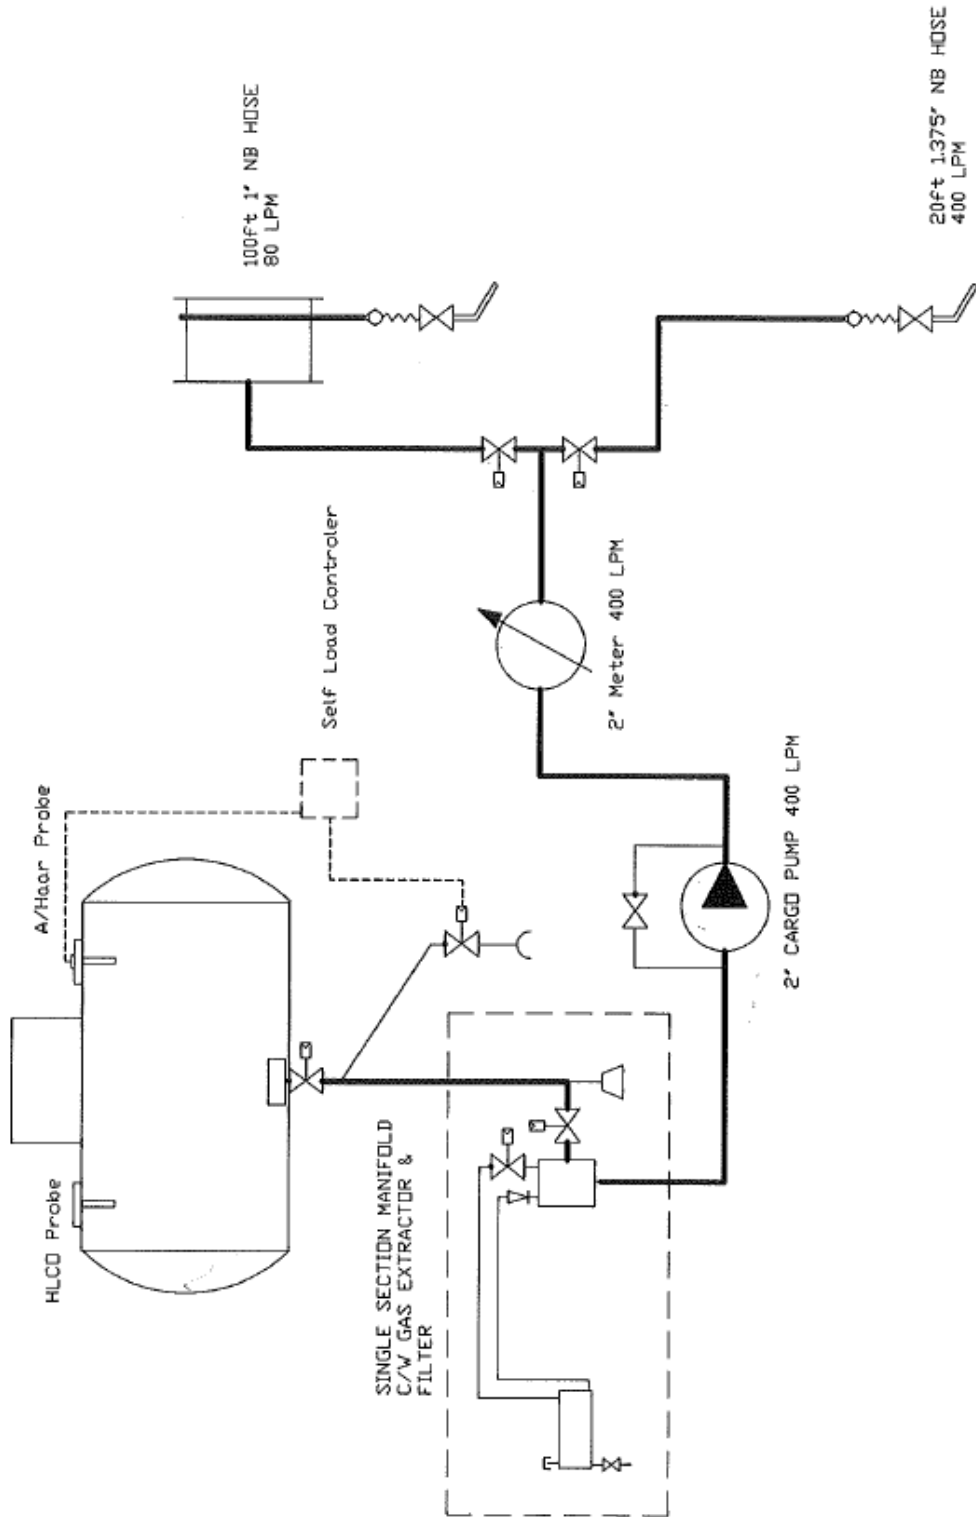 HLCO Probe
A/Haar Probe
Self Load Controler
100ft 1" NB HOSE
80 LPM
SINGLE SECTION MANIFOLD
C/W GAS EXTRACTOR &
FILTER
2" CARGO PUMP 400 LPM
2" Meter 400 LPM
20ft 1.375" NB HOSE
400 LPM